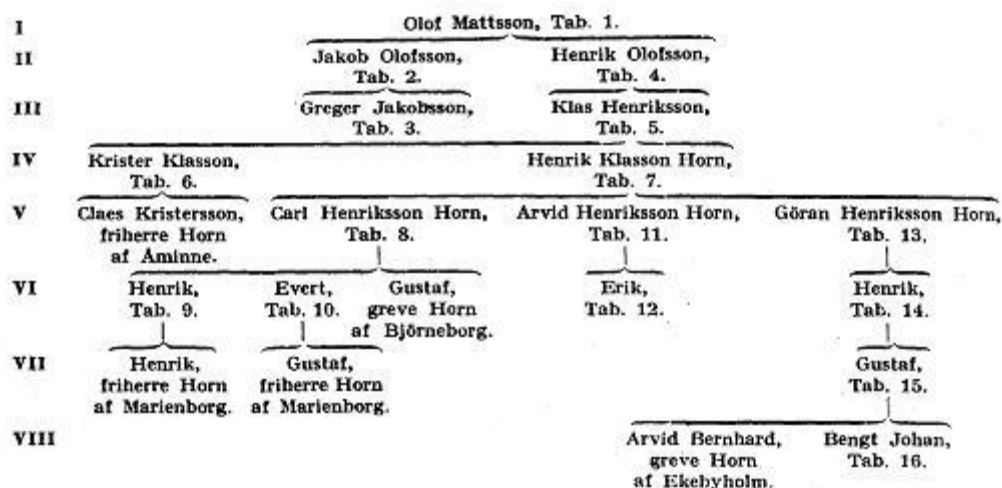 I Olof Mattsson, Tab. 1.
II Jakob Olofsson, Henrik Olofsson,
Tab. 2. Tab. 4.
III Greger Jakobsson, Klas Henriksson,
Tab. 3. Tab. 5.
IV Krister Klasson, Henrik Klasson Horn,
Tab. 6. Tab. 7.
V Claes Kristersson, Carl Henriksson Horn, Arvid Henriksson Horn, Göran Henriksson Horn,
friherre Horn Tab. 8. Tab. 11. Tab. 13.
af Åminne.
VI Henrik, Evert, Gustaf, Erik, Henrik,
Tab. 9. Tab. 10. greve Horn Tab. 12. Tab. 14.
af Björneborg.
VII Henrik, Gustaf, Gustaf,
friherre Horn friherre Horn Tab. 15.
af Marienborg. af Marienborg.
VIII Arvid Bernhard, Bengt Johan,
greve Horn Tab. 16.
af Ekebyholm.